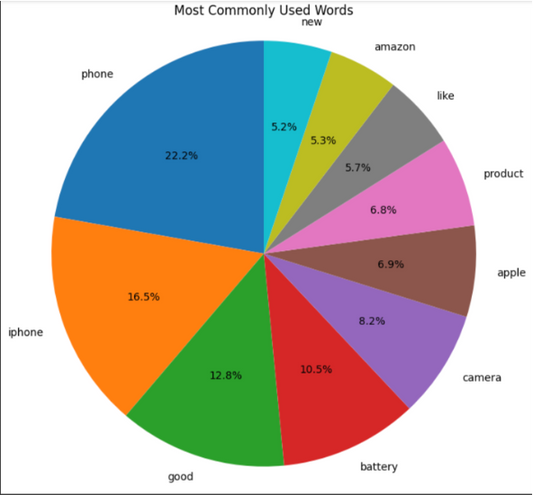 Most Commonly Used Words
new
amazon
phone
like
5.2%
5.3%
22.2%
5.7%
product
6.8%
6.9%
apple
16.5%
8.2%
iphone
12.8%
10.5%
camera
battery
good